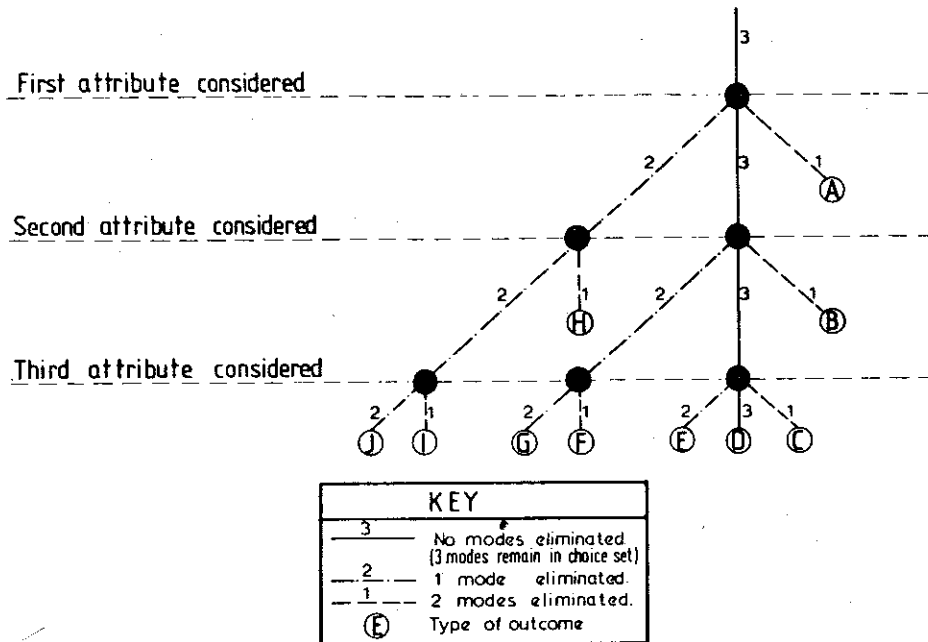 3
First attribute considered
2 3 1
A
Second attribute considered
2 1 2 3 1
H B
Third attribute considered
2 1 2 1 2 3 1
J I G F E D C
KEY
3 No modes eliminated
(3 modes remain in choice set)
2 1 mode eliminated.
1 2 modes eliminated.
E Type of outcome